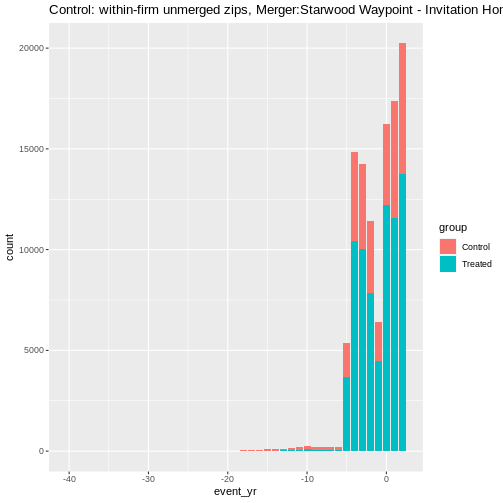 Control: within-firm unmerged zips, Merger:Starwood Waypoint - Invitation Hor
20000
15000
10000
5000
0
count
-40
-30
-20
-10
0
event_yr
group
Control
Treated